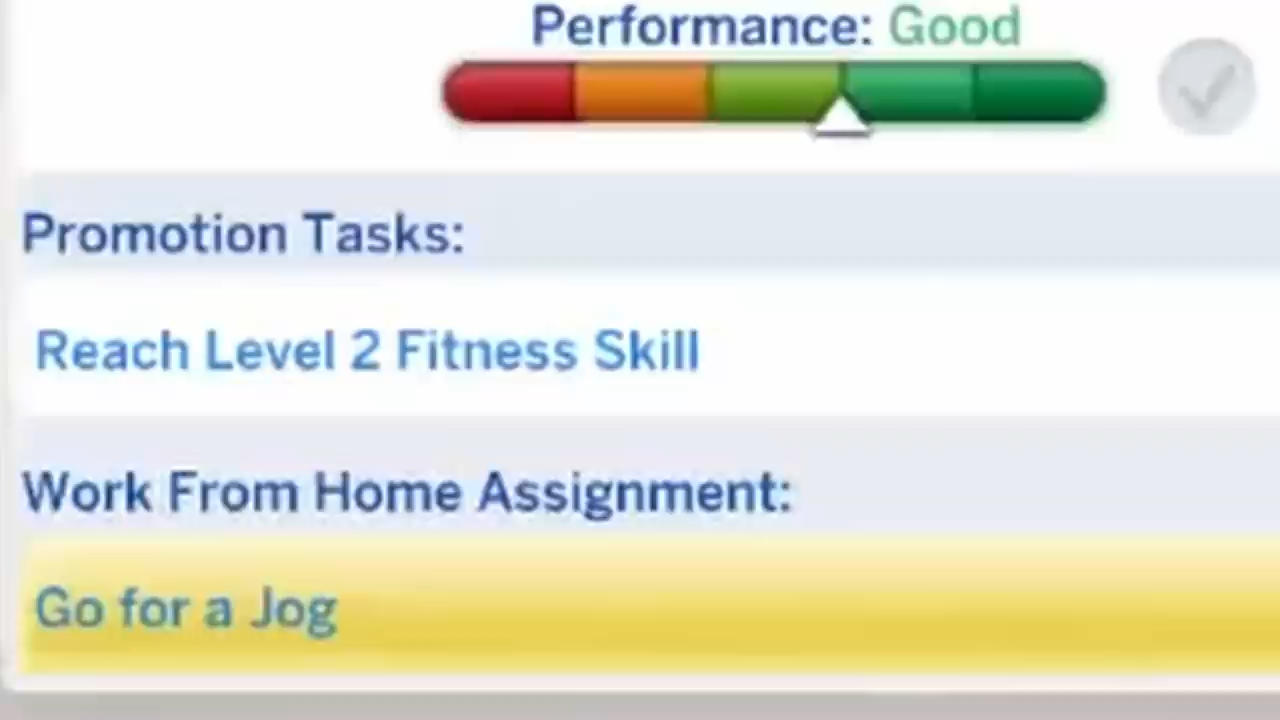 Performance: Good
Promotion Tasks:
Reach Level 2 Fitness Skill
Work From Home Assignment:
Go for a Jog